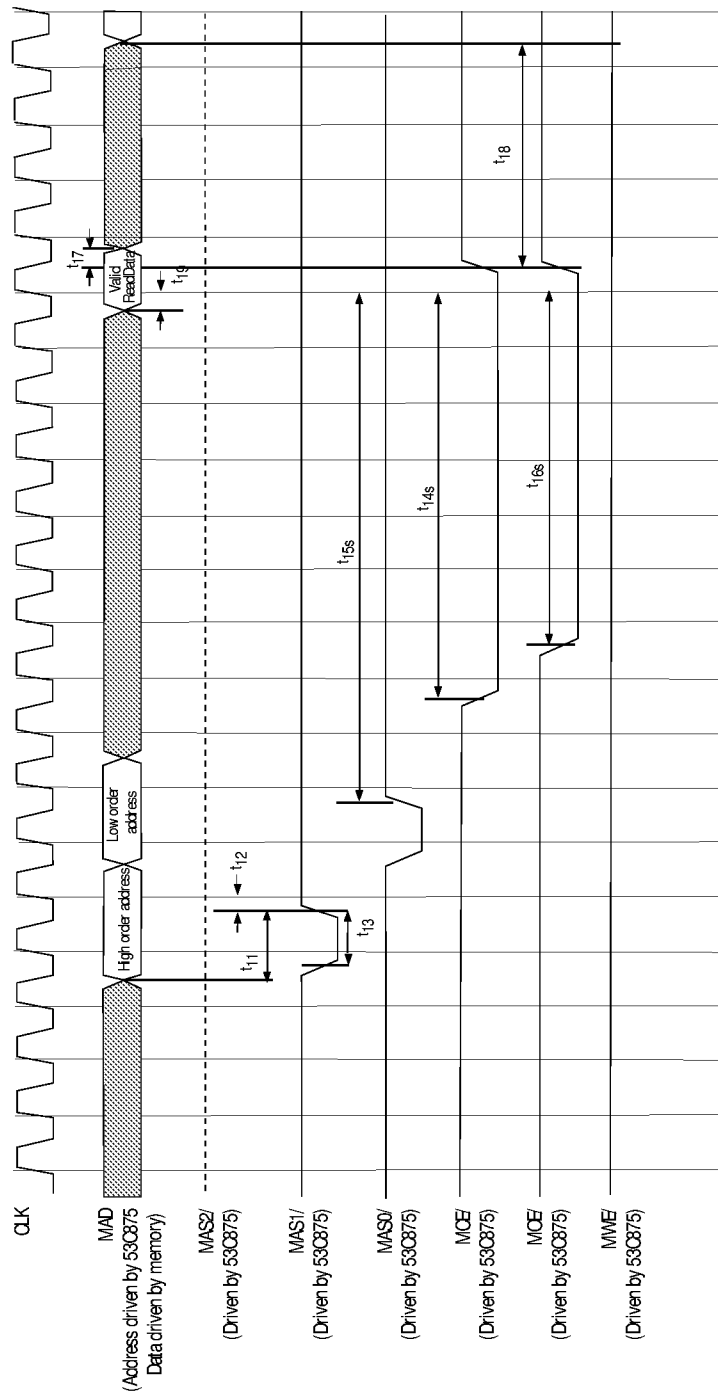 CLK
MAD
(Address driven by 53C875
Data driven by memory)
High order address
Low order
address
Valid
Read Data
t17
t19
MAS2/
(Driven by 53C875)
t11
t12
MAS1/
(Driven by 53C875)
t13
MAS0/
(Driven by 53C875)
t15s
MCE/
(Driven by 53C875)
t14s
MOE/
(Driven by 53C875)
t16s
t18
MWE/
(Driven by 53C875)